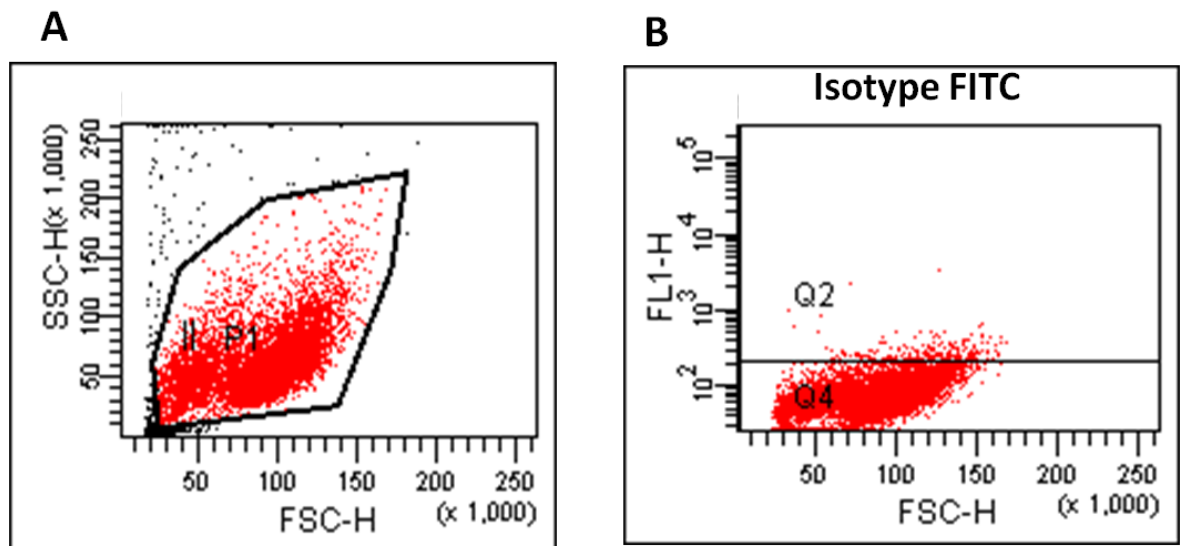 A
SSC-H(x 1,000)
250
200
150
100
50
P1
50 100 150 200 250
FSC-H (x 1,000)
B
Isotype FITC
FL1-H
10^5
10^4
10^3
10^2
Q2
Q4
50 100 150 200 250
FSC-H (x 1,000)